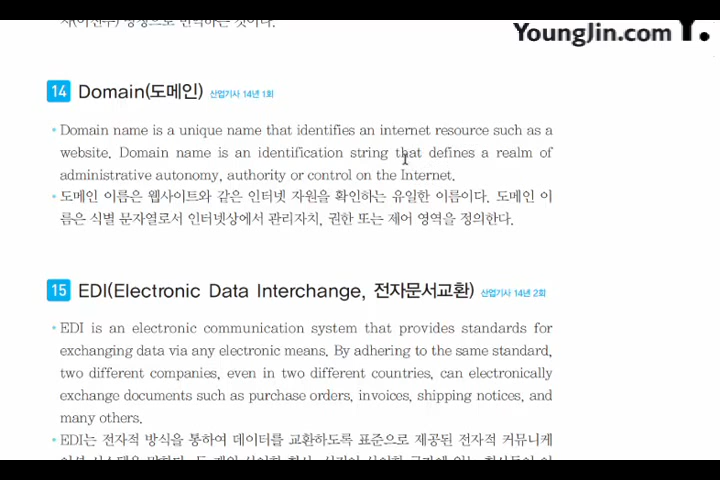 YoungJin.com Y.
14 Domain(도메인) 산업기사 14년 1회
• Domain name is a unique name that identifies an internet resource such as a
website. Domain name is an identification string that defines a realm of
administrative autonomy, authority or control on the Internet.
• 도메인 이름은 웹사이트와 같은 인터넷 자원을 확인하는 유일한 이름이다. 도메인 이
름은 식별 문자열로서 인터넷상에서 관리자치, 권한 또는 제어 영역을 정의한다.
15 EDI(Electronic Data Interchange, 전자문서교환) 산업기사 14년 2회
• EDI is an electronic communication system that provides standards for
exchanging data via any electronic means. By adhering to the same standard,
two different companies, even in two different countries, can electronically
exchange documents such as purchase orders, invoices, shipping notices, and
many others.
• EDI는 전자적 방식을 통하여 데이터를 교환하도록 표준으로 제공된 전자적 커뮤니케